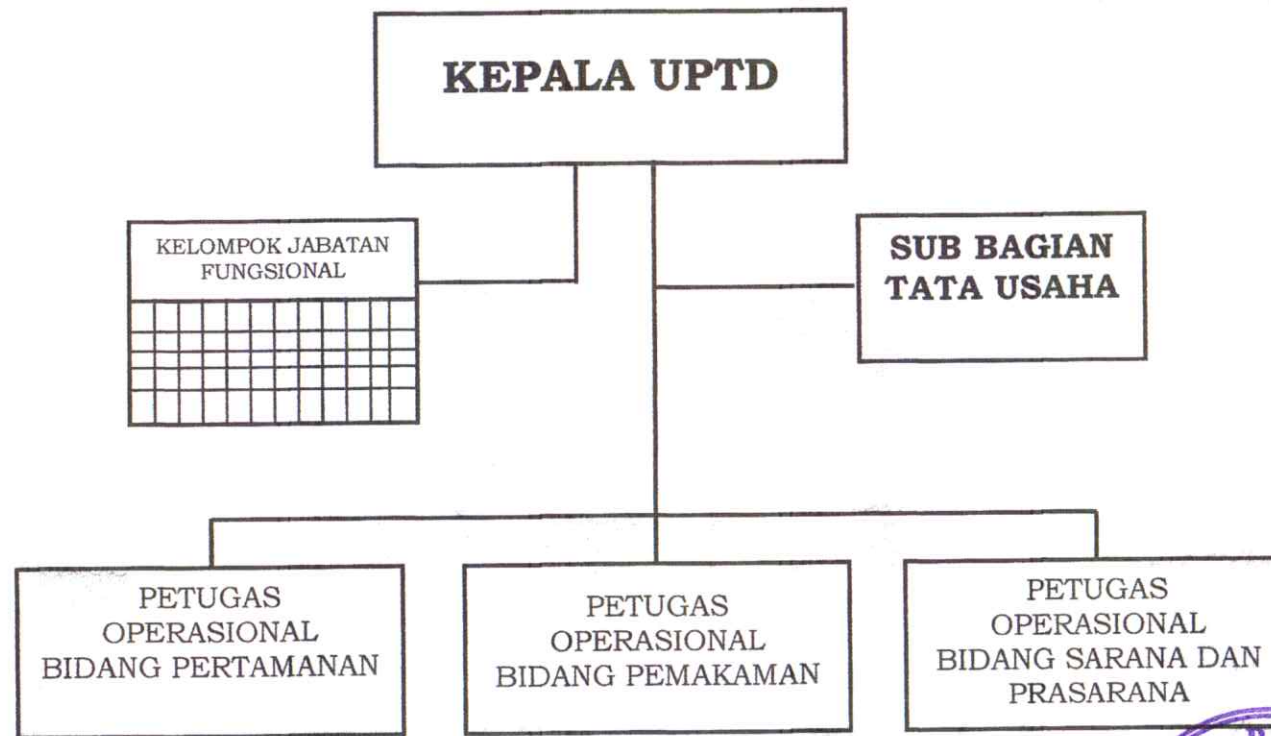 KEPALA UPTD
KELOMPOK JABATAN
FUNGSIONAL
SUB BAGIAN
TATA USAHA
PETUGAS
OPERASIONAL
BIDANG PERTAMANAN
PETUGAS
OPERASIONAL
BIDANG PEMAKAMAN
PETUGAS
OPERASIONAL
BIDANG SARANA DAN
PRASARANA